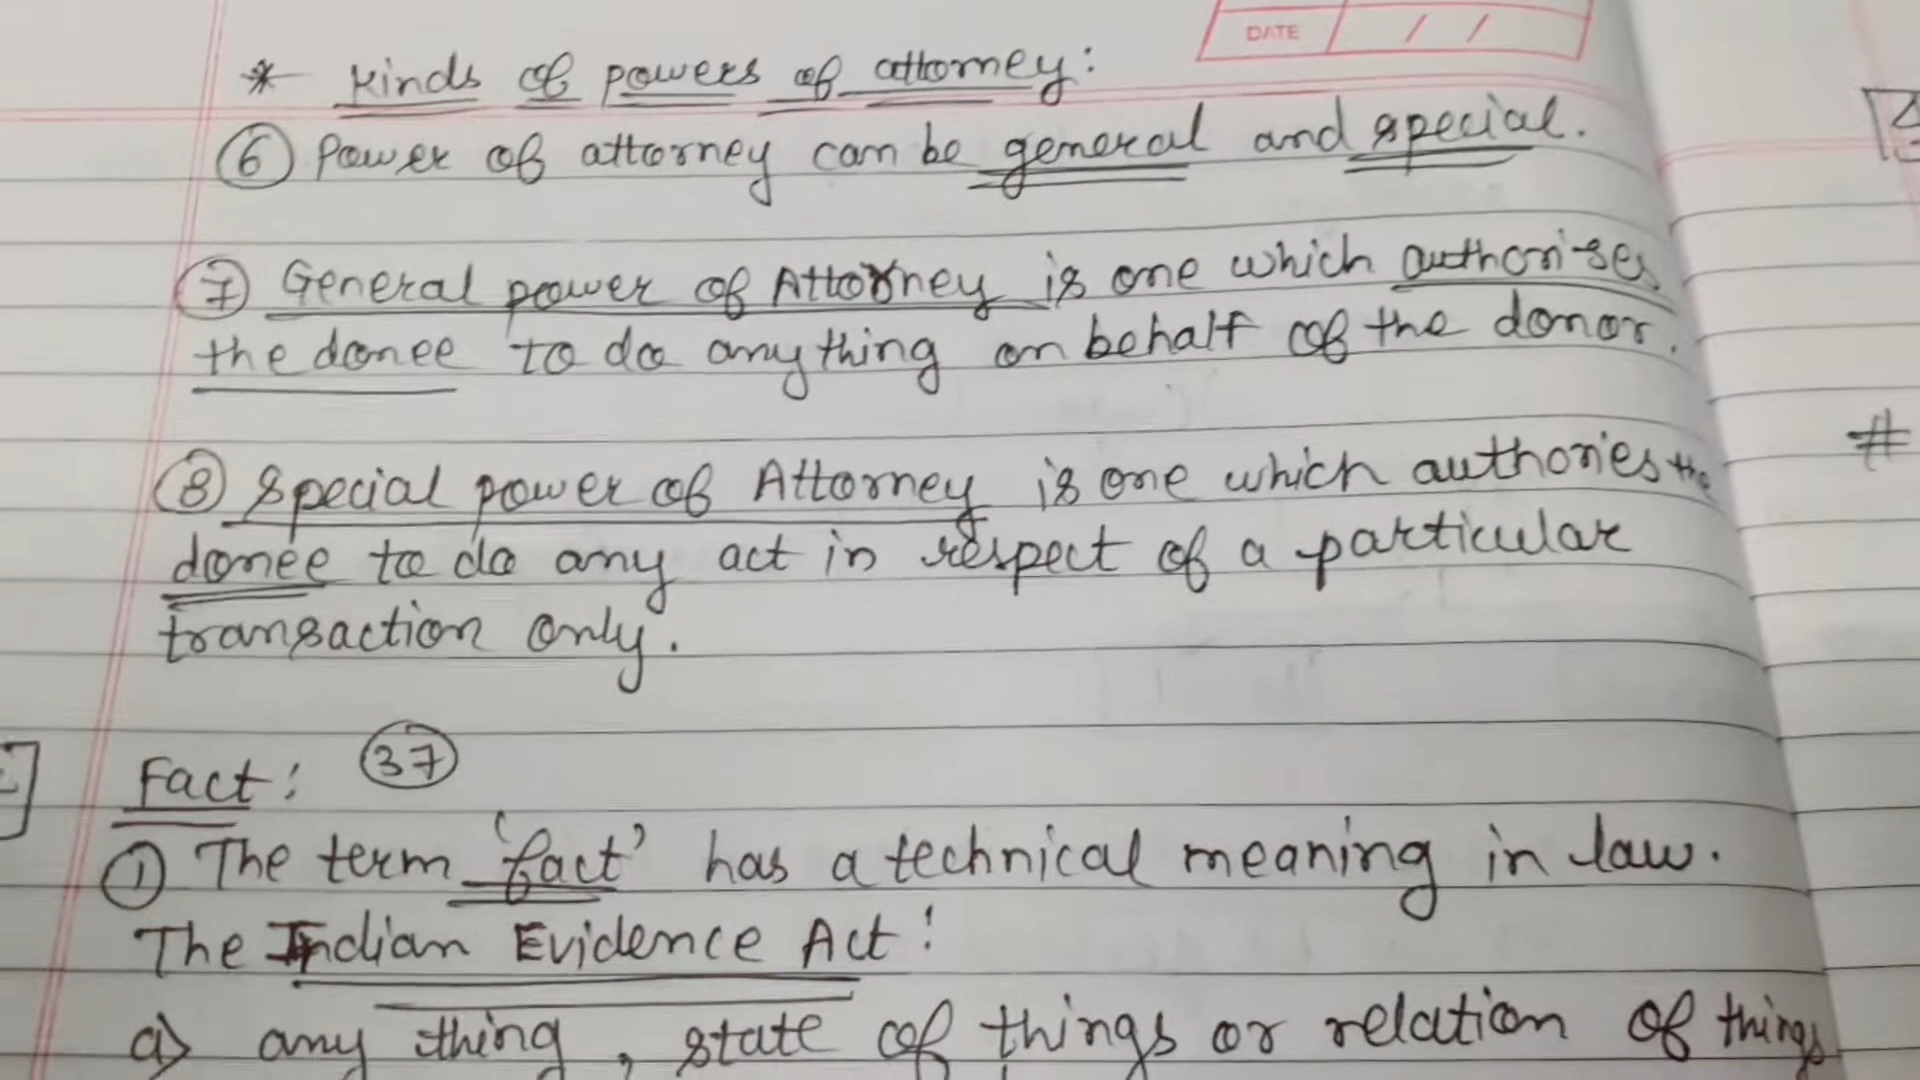 DATE / /
* Kinds of powers of attorney:
⑥ Power of attorney can be general and special.
⑦ General power of Attorney is one which authorises
the donee to do anything on behalf of the donor.
⑧ Special power of Attorney is one which authories the
donee to do any act in respect of a particular
transaction only.
Fact: ㊲
① The term 'fact' has a technical meaning in law.
The Indian Evidence Act:
a) any thing, state of things or relation of things
#